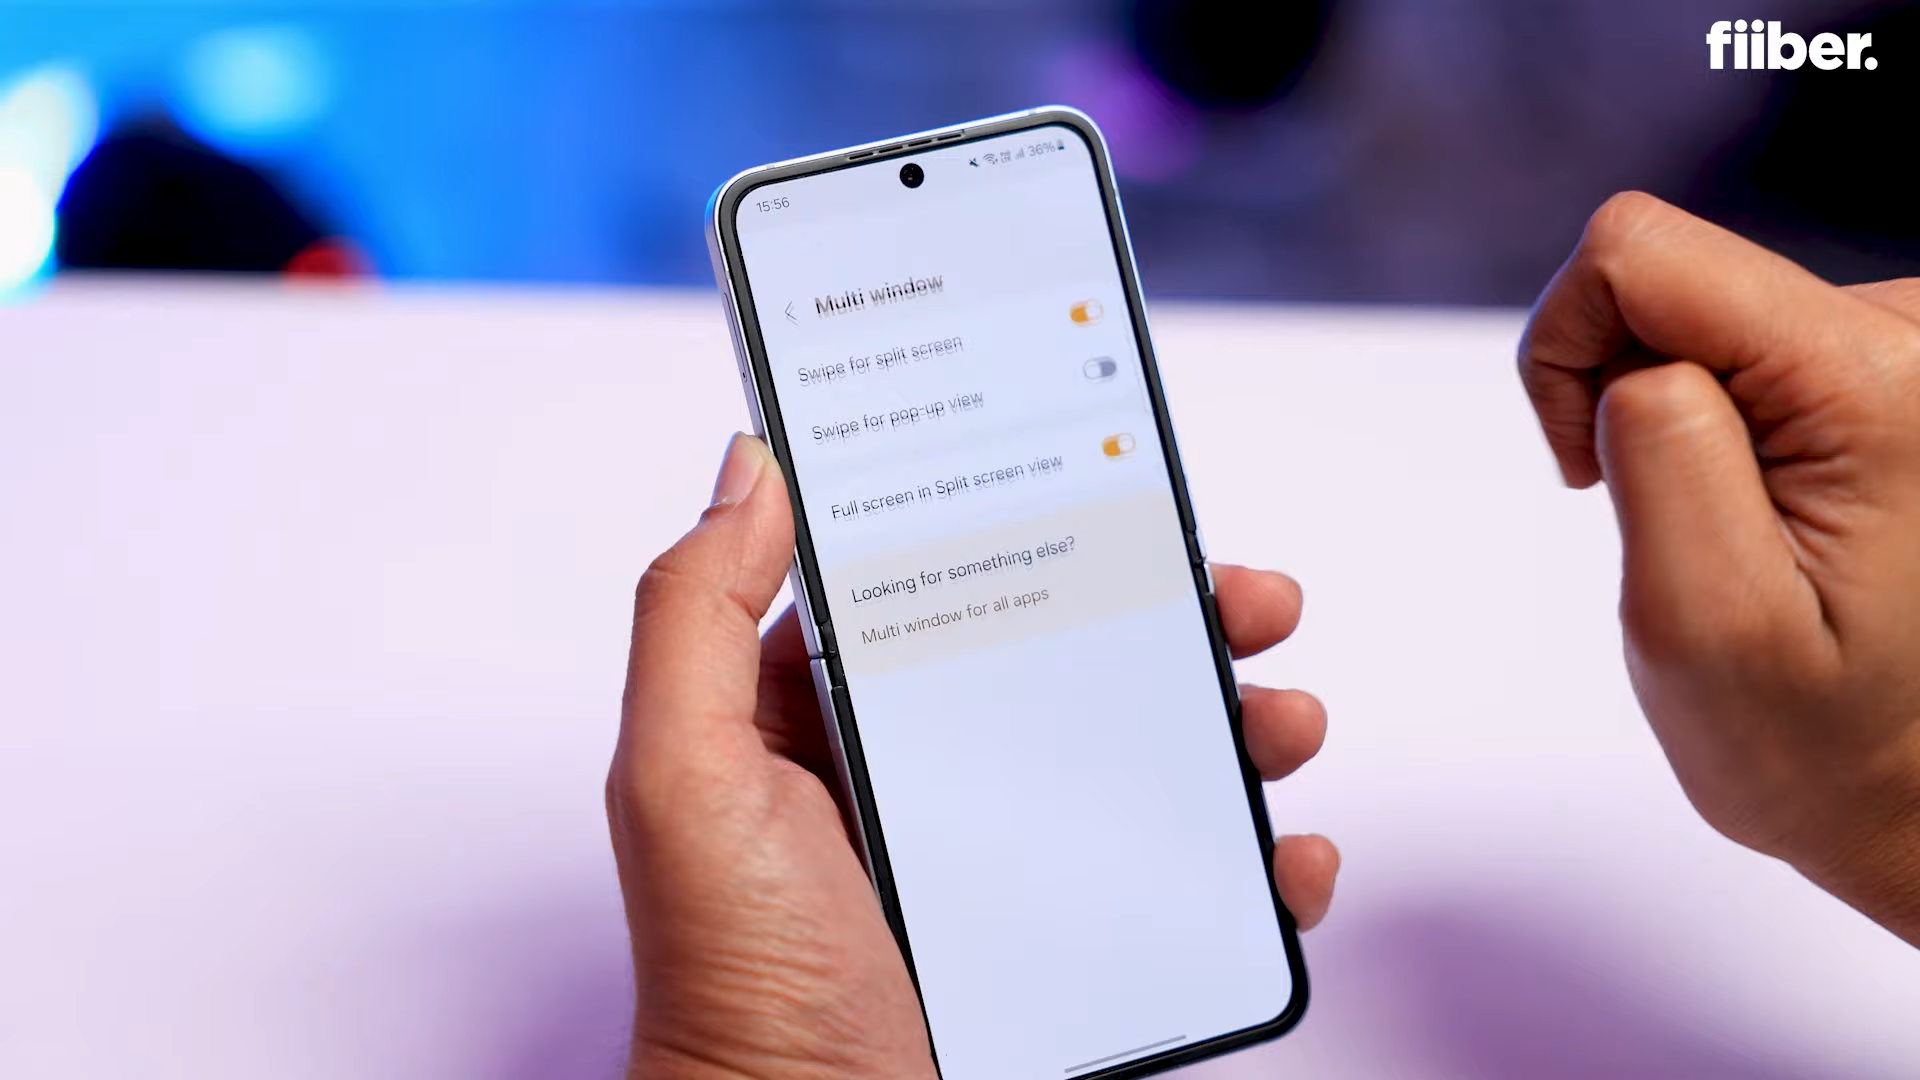 fiiber.
15:56
36%
Multi window
Swipe for split screen
Swipe for pop-up view
Full screen in Split screen view
Looking for something else?
Multi window for all apps